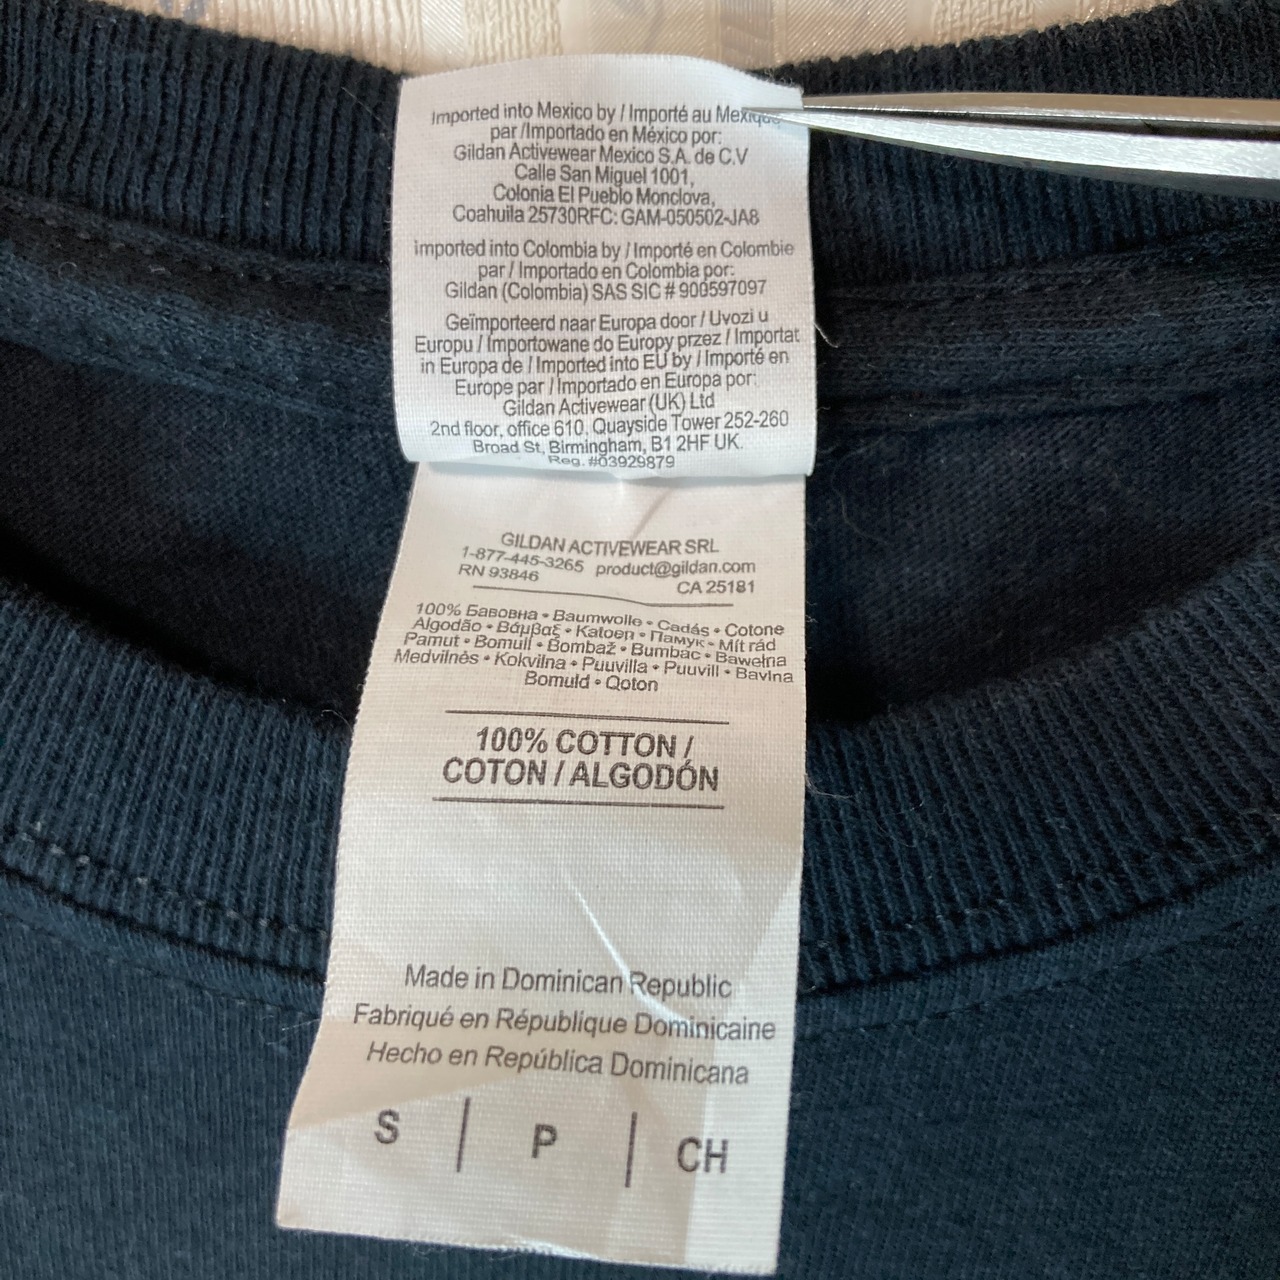 Imported into Mexico by / Importé au Mexique
par /Importado en México por:
Gildan Activewear Mexico S.A. de C.V
Calle San Miguel 1001,
Colonia El Pueblo Monclova,
Coahuila 25730RFC: GAM-050502-JA8
imported into Colombia by / Importé en Colombie
par / Importado en Colombia por:
Gildan (Colombia) SAS SIC # 900597097
Geïmporteerd naar Europa door / Uvozi u
Europu / Importowane do Europy przez / Importat
in Europa de / Imported into EU by / Importé en
Europe par / Importado en Europa por:
Gildan Activewear (UK) Ltd
2nd floor, office 610, Quayside Tower 252-260
Broad St, Birmingham, B1 2HF UK.
Reg. #03929879
GILDAN ACTIVEWEAR SRL
1-877-445-3265 product@gildan.com
RN 93846 CA 25181
100% Бавовна • Baumwolle • Cadás • Cotone
Algodão • Βάμβαξ • Katoen • Памук • Mít rád
Pamut • Bomull • Bombaž • Bumbac • Bawełna
Medvilnės • Kokvilna • Puuvilla • Puuvill • Bavlna
Bomuld • Qoton
100% COTTON /
COTON / ALGODÓN
Made in Dominican Republic
Fabriqué en République Dominicaine
Hecho en República Dominicana
S | P | CH